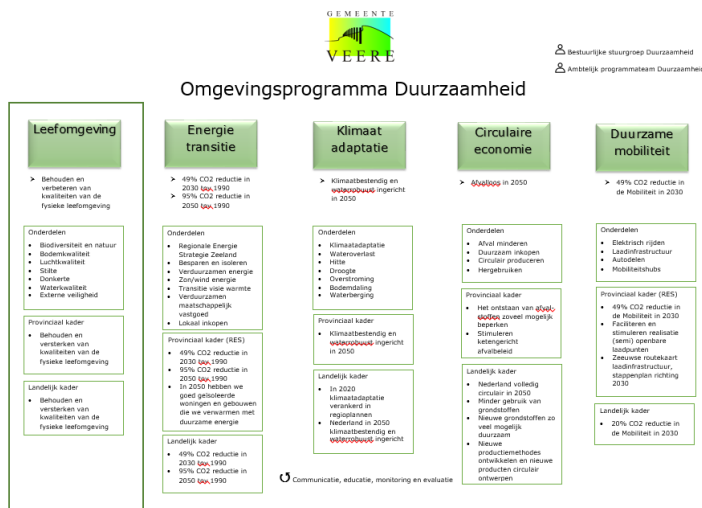 GEMEENTE
VEERE
Bestuurlijke stuurgroep Duurzaamheid
Ambtelijk programmateam Duurzaamheid
Omgevingsprogramma Duurzaamheid
Leefomgeving
Behouden en
verbeteren van
kwaliteiten van de
fysieke leefomgeving
Onderdelen
Biodiversiteit en natuur
Bodemkwaliteit
Luchtkwaliteit
Stilte
Donkerte
Waterkwaliteit
Externe veiligheid
Provinciaal kader
Behouden en
versterken van
kwaliteiten van de
fysieke leefomgeving
Landelijk kader
Behouden en
versterken van
kwaliteiten van de
fysieke leefomgeving
Energie
transitie
49% CO2 reductie in
2030 tov 1990
95% CO2 reductie in
2050 tov 1990
Onderdelen
Regionale Energie
Strategie Zeeland
Besparen en isoleren
Verduurzamen energie
Zon/wind energie
Transitie visie warmte
Verduurzamen
maatschappelijk
vastgoed
Lokaal inkopen
Provinciaal kader (RES)
49% CO2 reductie in
2030 tov 1990
95% CO2 reductie in
2050 tov 1990
In 2050 hebben we
goed geïsoleerde
woningen en gebouwen
die we verwarmen met
duurzame energie
Landelijk kader
49% CO2 reductie in
2030 tov 1990
95% CO2 reductie in
2050 tov 1990
Klimaat
adaptatie
Klimaatbestendig en
waterrobuust ingericht
in 2050
Onderdelen
Klimaatadaptatie
Wateroverlast
Hitte
Droogte
Overstroming
Bodemdaling
Waterberging
Provinciaal kader
Klimaatbestendig en
waterrobuust ingericht
in 2050
Landelijk kader
In 2020
klimaatadaptatie
verankerd in
regioplannen
Nederland in 2050
klimaatbestendig en
waterrobuust ingericht
Circulaire
economie
Afvalloos in 2050
Onderdelen
Afval minderen
Duurzaam inkopen
Circulair produceren
Hergebruiken
Provinciaal kader
Het ontstaan van afval-
stoffen zoveel mogelijk
beperken
Stimuleren
ketengericht
afvalbeleid
Landelijk kader
Nederland volledig
circulair in 2050
Minder gebruik van
grondstoffen
Nieuwe grondstoffen zo
veel mogelijk
duurzaam
Nieuwe
productiemethodes
ontwikkelen en nieuwe
producten circulair
ontwerpen
Duurzame
mobiliteit
49% CO2 reductie in
de Mobiliteit in 2030
Onderdelen
Elektrisch rijden
Laadinfrastructuur
Autodelen
Mobiliteitshubs
Provinciaal kader (RES)
49% CO2 reductie in
de Mobiliteit in 2030
Faciliteren en
stimuleren realisatie
(semi) openbare
laadpunten
Zeeuwse routekaart
laadinfrastructuur,
stappenplan richting
2030
Landelijk kader
20% CO2 reductie in
de Mobiliteit in 2030
Communicatie, educatie, monitoring en evaluatie